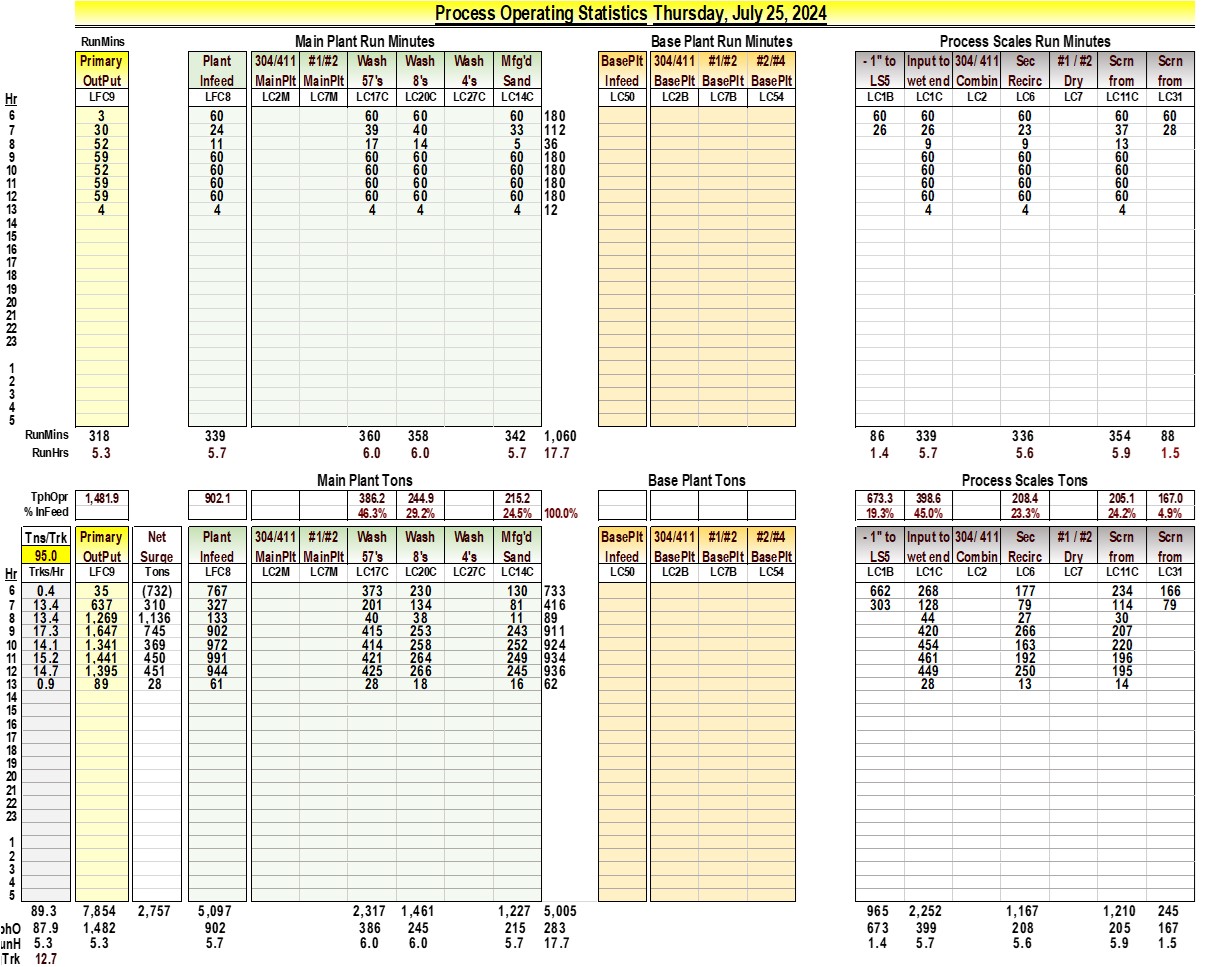 Process Operating Statistics Thursday, July 25, 2024
RunMins Main Plant Run Minutes Base Plant Run Minutes Process Scales Run Minutes
Primary Plant 304/411 #1/#2 Wash Wash Wash Mfg'd BasePlt 304/411 #1/#2 #2/#4 - 1" to Input to 304/ 411 Sec #1 / #2 Scrn Scrn
OutPut Infeed MainPlt MainPlt 57's 8's 4's Sand Infeed BasePlt BasePlt BasePlt LS5 wet end Combin Recirc Dry from from
Hr LFC9 LFC8 LC2M LC7M LC17C LC20C LC27C LC14C LC50 LC2B LC7B LC54 LC1B LC1C LC2 LC6 LC7 LC11C LC31
6 3 60 60 60 60 180 60 60 60 60 60
7 30 24 39 40 33 112 26 26 23 37 28
8 52 11 17 14 5 36 9 9 13
9 59 60 60 60 60 180 60 60 60
10 52 60 60 60 60 180 60 60 60
11 59 60 60 60 60 180 60 60 60
12 59 60 60 60 60 180 60 60 60
13 4 4 4 4 4 12 4 4 4
14
15
16
17
18
19
20
21
22
23
1
2
3
4
5
RunMins 318 339 360 358 342 1,060 86 339 336 354 88
RunHrs 5.3 5.7 6.0 6.0 5.7 17.7 1.4 5.7 5.6 5.9 1.5
Main Plant Tons Base Plant Tons Process Scales Tons
TphOpr 1,481.9 902.1 386.2 244.9 215.2 673.3 398.6 208.4 205.1 167.0
% InFeed 46.3% 29.2% 24.5% 100.0% 19.3% 45.0% 23.3% 24.2% 4.9%
Tns/Trk Primary Net Plant 304/411 #1/#2 Wash Wash Wash Mfg'd BasePlt 304/411 #1/#2 #2/#4 - 1" to Input to 304/ 411 Sec #1 / #2 Scrn Scrn
95.0 OutPut Surge Infeed MainPlt MainPlt 57's 8's 4's Sand Infeed BasePlt BasePlt BasePlt LS5 wet end Combin Recirc Dry from from
Hr Trks/Hr LFC9 Tons LFC8 LC2M LC7M LC17C LC20C LC27C LC14C LC50 LC2B LC7B LC54 LC1B LC1C LC2 LC6 LC7 LC11C LC31
6 0.4 35 (732) 767 373 230 130 733 662 268 177 234 166
7 13.4 637 310 327 201 134 81 416 303 128 79 114 79
8 13.4 1,269 1,136 133 40 38 11 89 44 27 30
9 17.3 1,647 745 902 415 253 243 911 420 266 207
10 14.1 1,341 369 972 414 258 252 924 454 163 220
11 15.2 1,441 450 991 421 264 249 934 461 192 196
12 14.7 1,395 451 944 425 266 245 936 449 250 195
13 0.9 89 28 61 28 18 16 62 28 13 14
14
15
16
17
18
19
20
21
22
23
1
2
3
4
5
89.3 7,854 2,757 5,097 2,317 1,461 1,227 5,005 965 2,252 1,167 1,210 245
phO 87.9 1,482 902 386 245 215 283 673 399 208 205 167
unH 5.3 5.3 5.7 6.0 6.0 5.7 17.7 1.4 5.7 5.6 5.9 1.5
Trk 12.7